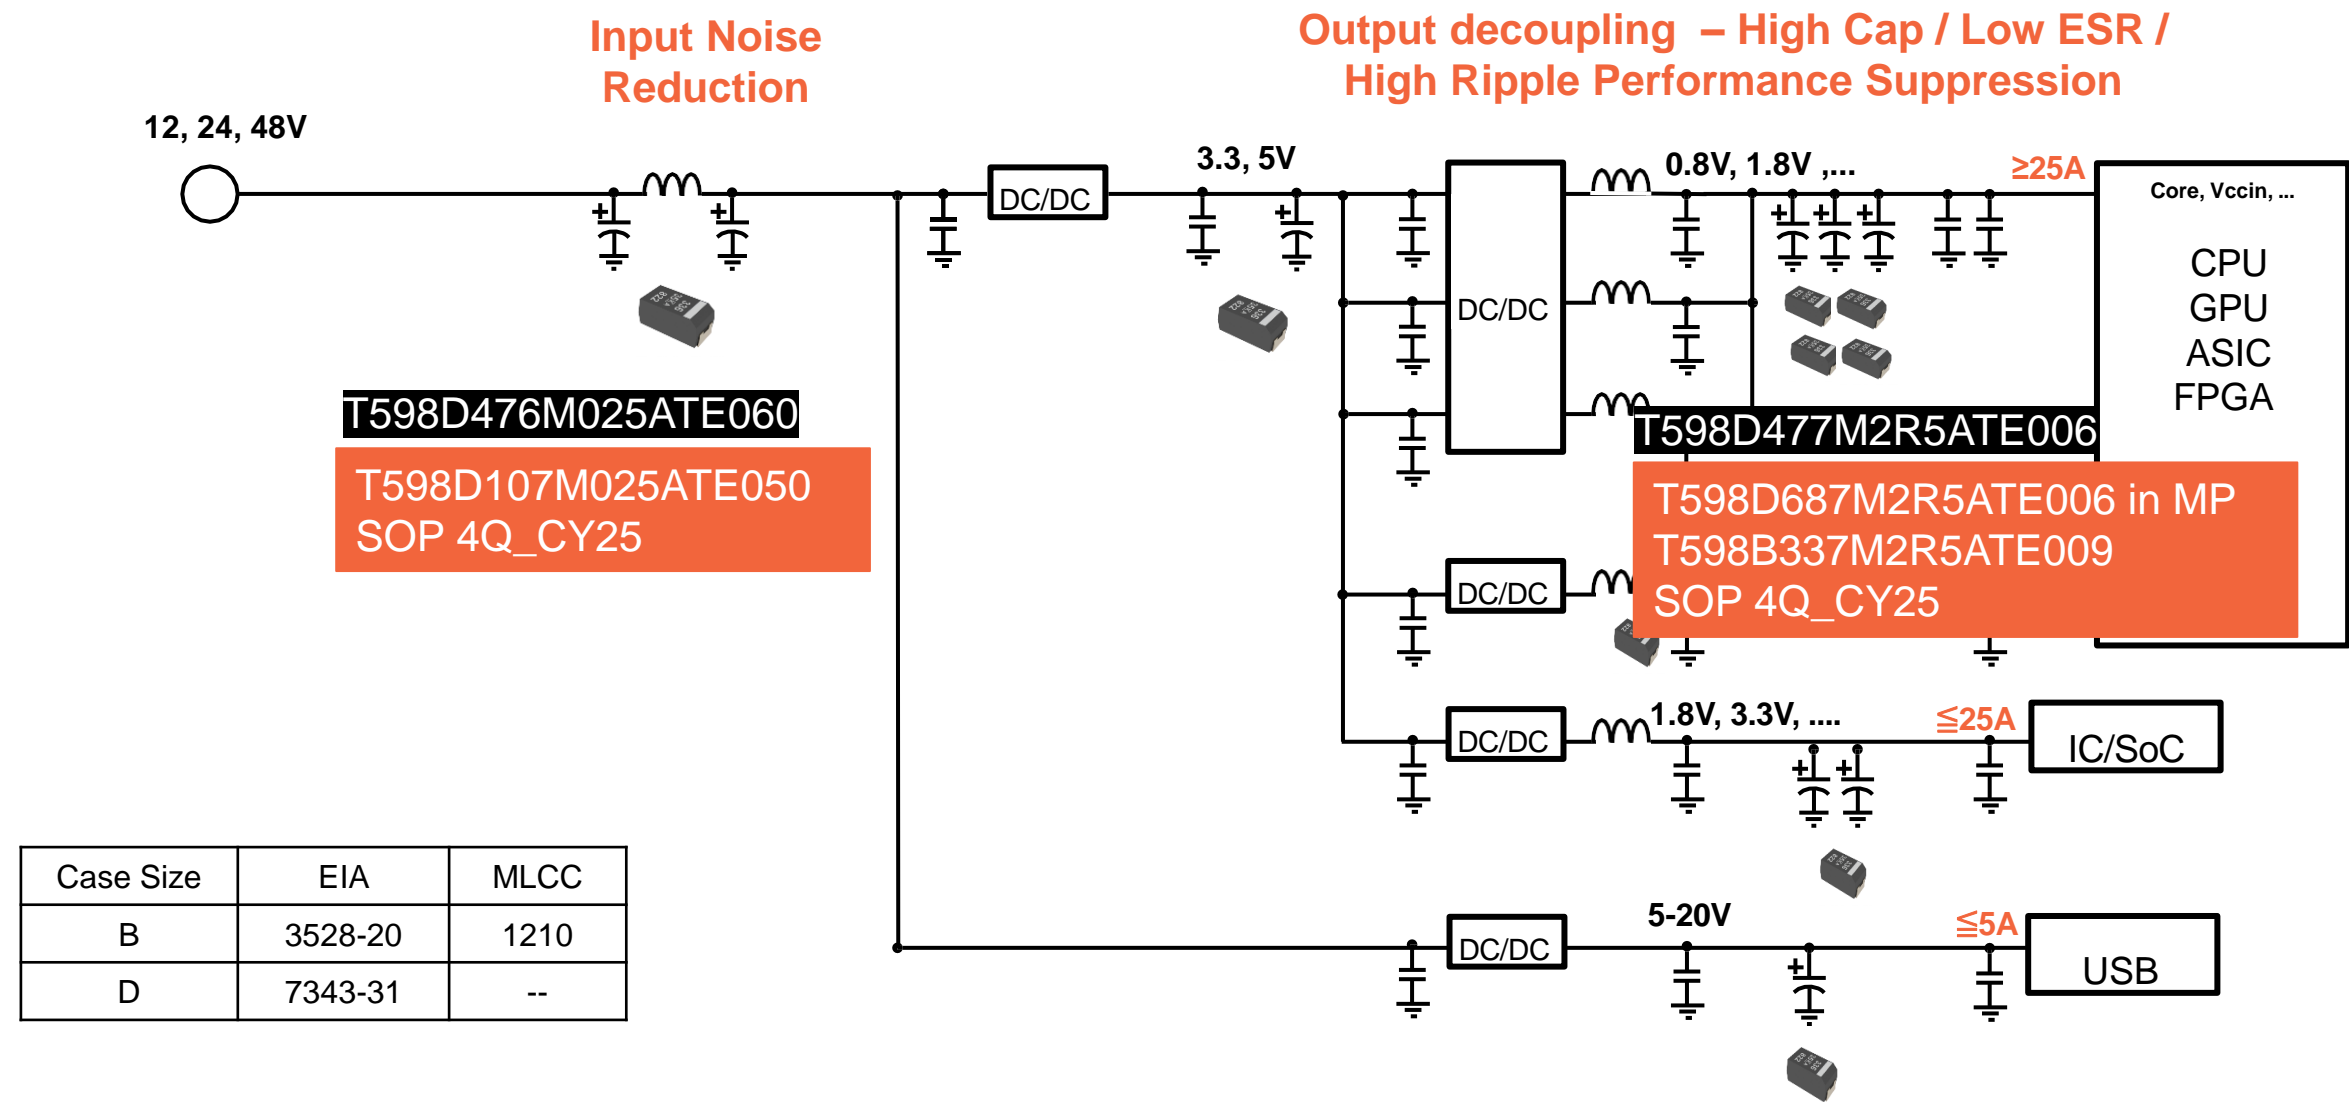 Input Noise
Reduction
Output decoupling – High Cap / Low ESR /
High Ripple Performance Suppression
12, 24, 48V
3.3, 5V
0.8V, 1.8V ,...
≥25A
DC/DC
Core, Vccin, ...
CPU
GPU
ASIC
FPGA
DC/DC
T598D476M025ATE060
T598D107M025ATE050
SOP 4Q_CY25
T598D477M2R5ATE006
T598D687M2R5ATE006 in MP
T598B337M2R5ATE009
SOP 4Q_CY25
DC/DC
1.8V, 3.3V, ....
≦25A
DC/DC
IC/SoC
5-20V
≦5A
DC/DC
USB
Case Size EIA MLCC
B 3528-20 1210
D 7343-31 --